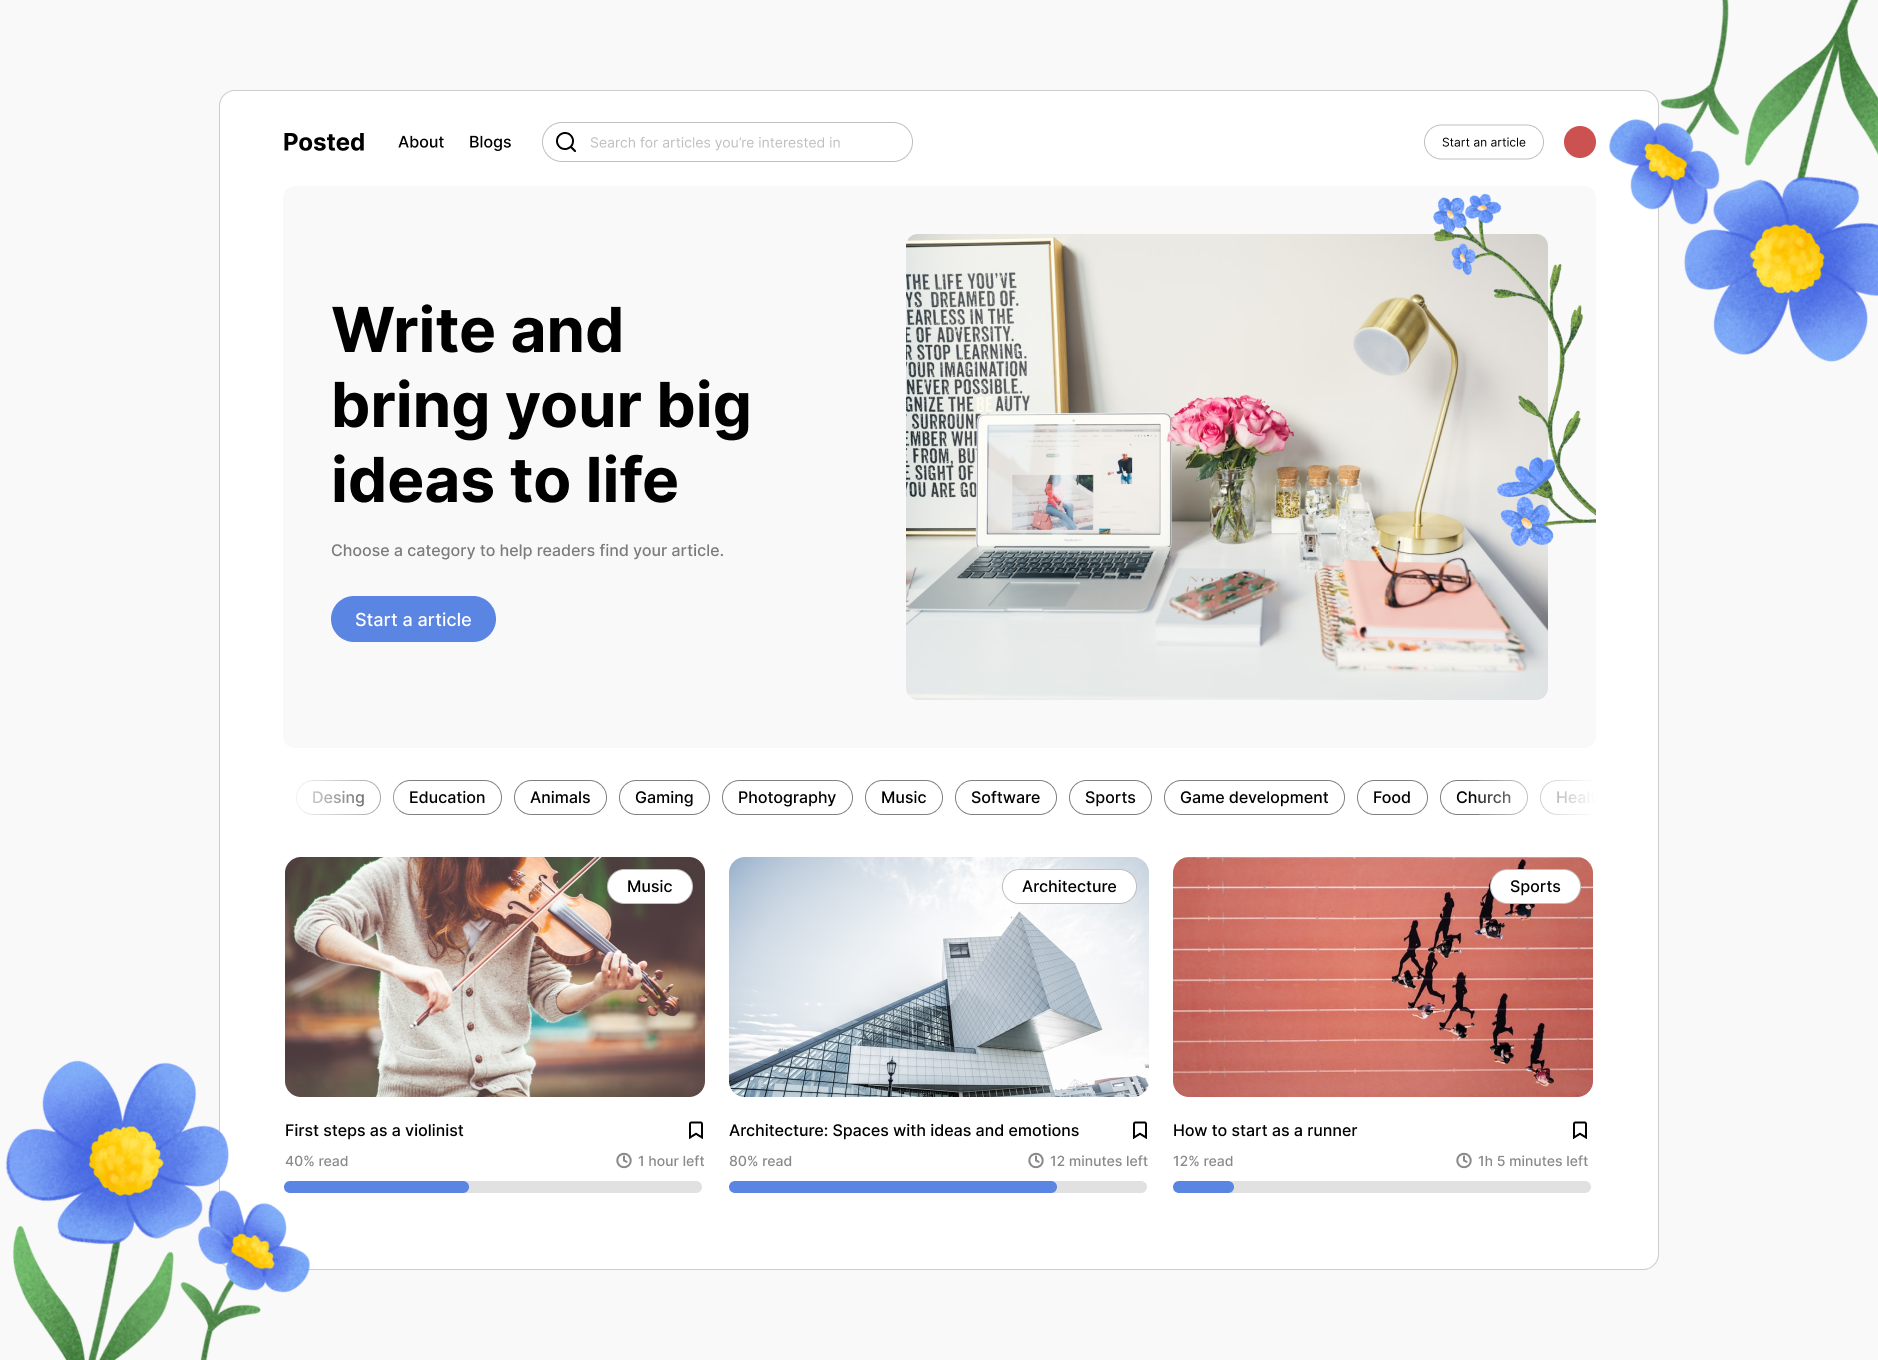 Posted
About
Blogs
Search for articles you're interested in
Start an article
Write and
bring your big
ideas to life
Choose a category to help readers find your article.
Start a article
THE LIFE YOU'VE
YS DREAMED OF.
EARLESS IN THE
E OF ADVERSITY.
R STOP LEARNING.
OUR IMAGINATION
NEVER POSSIBLE.
GNIZE THE BEAUTY
SURROUN
EMBER WHI
FROM, BU
E SIGHT OF
YOU ARE GO
Desing
Education
Animals
Gaming
Photography
Music
Software
Sports
Game development
Food
Church
Heal
Music
Architecture
Sports
First steps as a violinist
40% read
1 hour left
Architecture: Spaces with ideas and emotions
80% read
12 minutes left
How to start as a runner
12% read
1h 5 minutes left